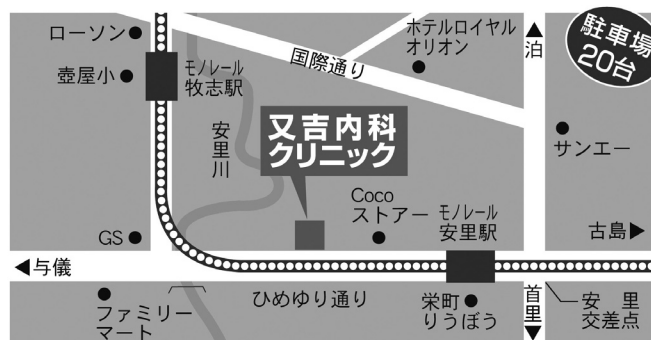 ローソン
壺屋小
モノレール
牧志駅
国際通り
ホテルロイヤル
オリオン
▲
泊
駐車場
20台
安里川
又吉内科
クリニック
サンエー
Coco
ストアー
モノレール
安里駅
古島▶
GS
◀与儀
ファミリー
マート
ひめゆり通り
栄町
りうぼう
首里
▼
安里
交差点